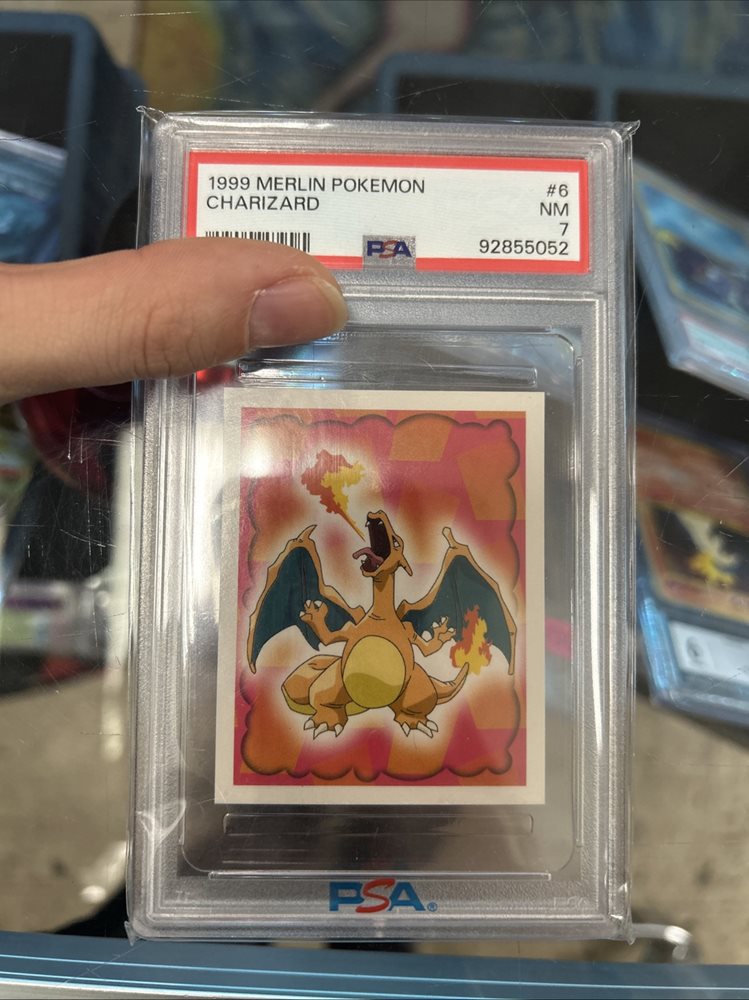 1999 MERLIN POKEMON #6
CHARIZARD NM
7
PSA 92855052
PSA®